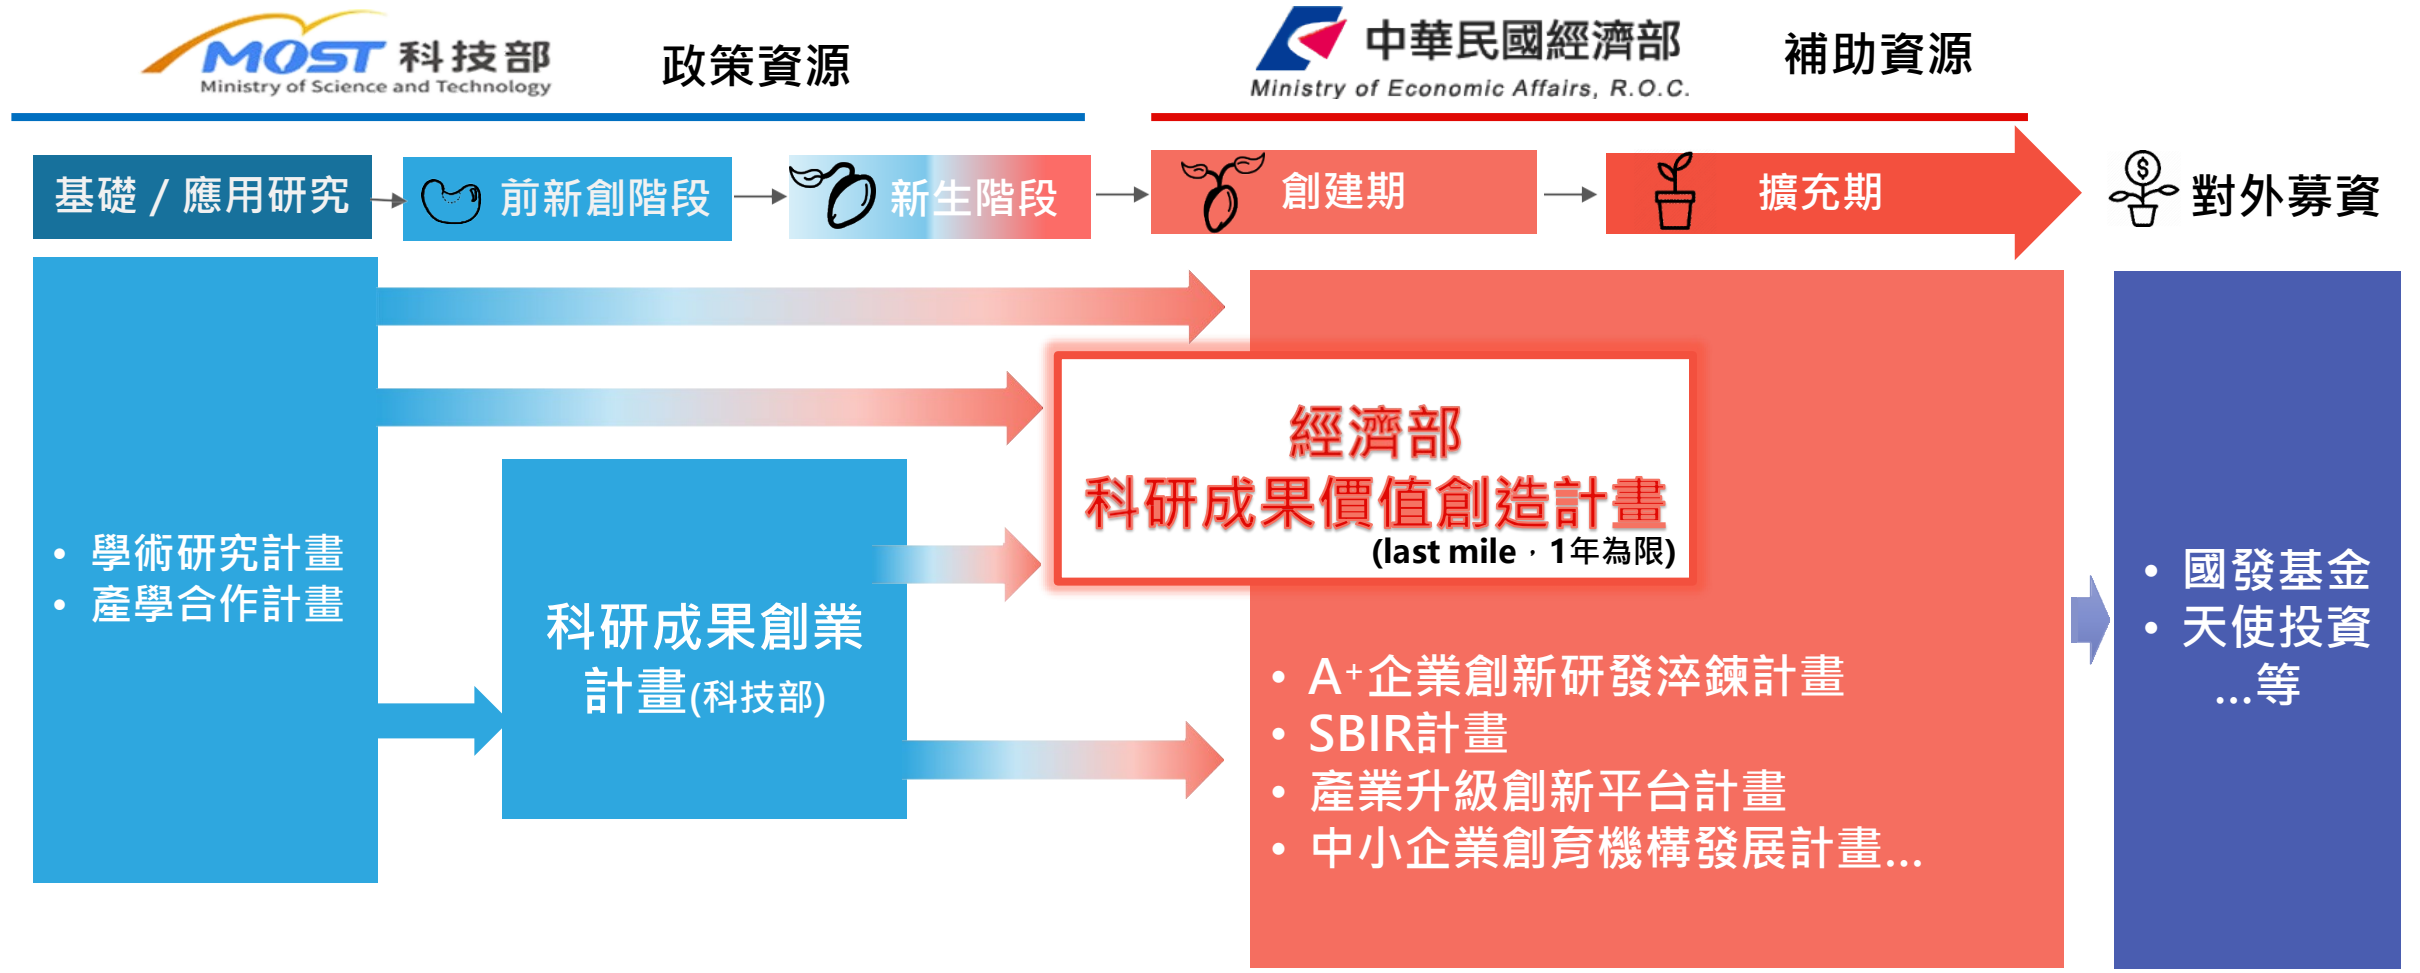 MOST 科技部
Ministry of Science and Technology
政策資源
中華民國經濟部
Ministry of Economic Affairs, R.O.C.
補助資源
基礎 / 應用研究
前新創階段
新生階段
創建期
擴充期
$
對外募資
• 學術研究計畫
• 產學合作計畫
科研成果創業
計畫(科技部)
經濟部
科研成果價值創造計畫
(last mile，1年為限)
• A+企業創新研發淬鍊計畫
• SBIR計畫
• 產業升級創新平台計畫
• 中小企業創育機構發展計畫...
• 國發基金
• 天使投資
...等